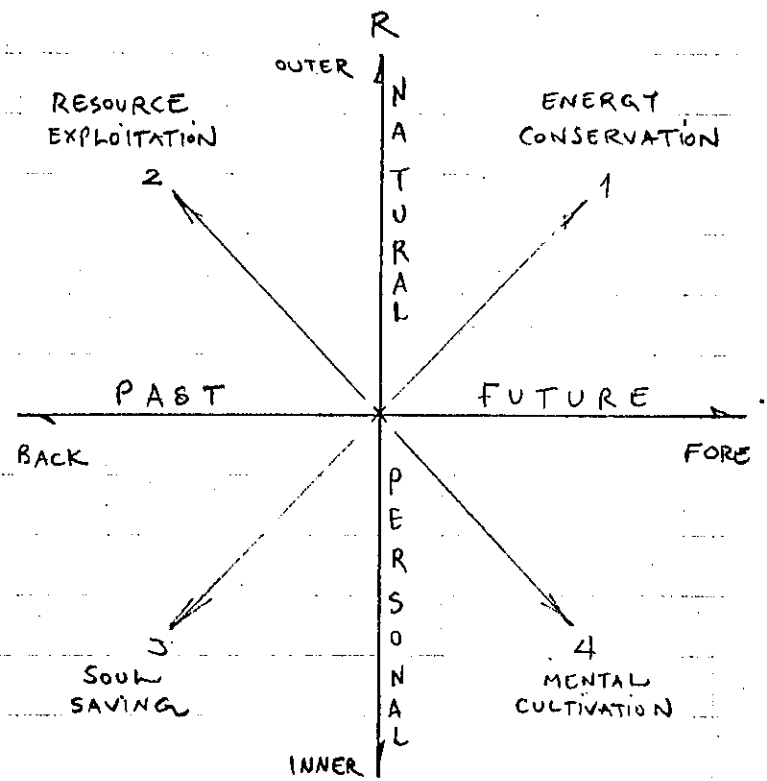 R
OUTER
NATURAL
RESOURCE
EXPLOITATION
2
ENERGY
CONSERVATION
1
PAST
FUTURE
BACK
FORE
PERSONAL
3
SOUL
SAVING
4
MENTAL
CULTIVATION
INNER